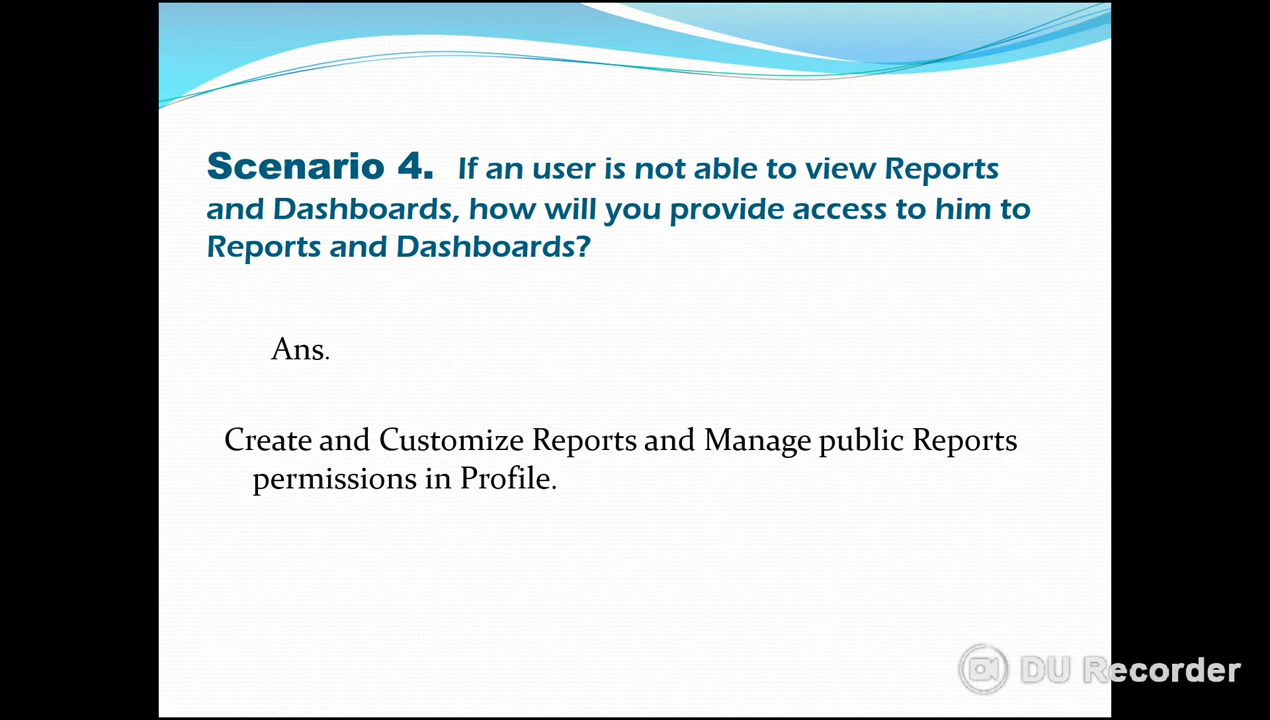 Scenario 4. If an user is not able to view Reports
and Dashboards, how will you provide access to him to
Reports and Dashboards?
Ans.
Create and Customize Reports and Manage public Reports
permissions in Profile.
DU Recorder